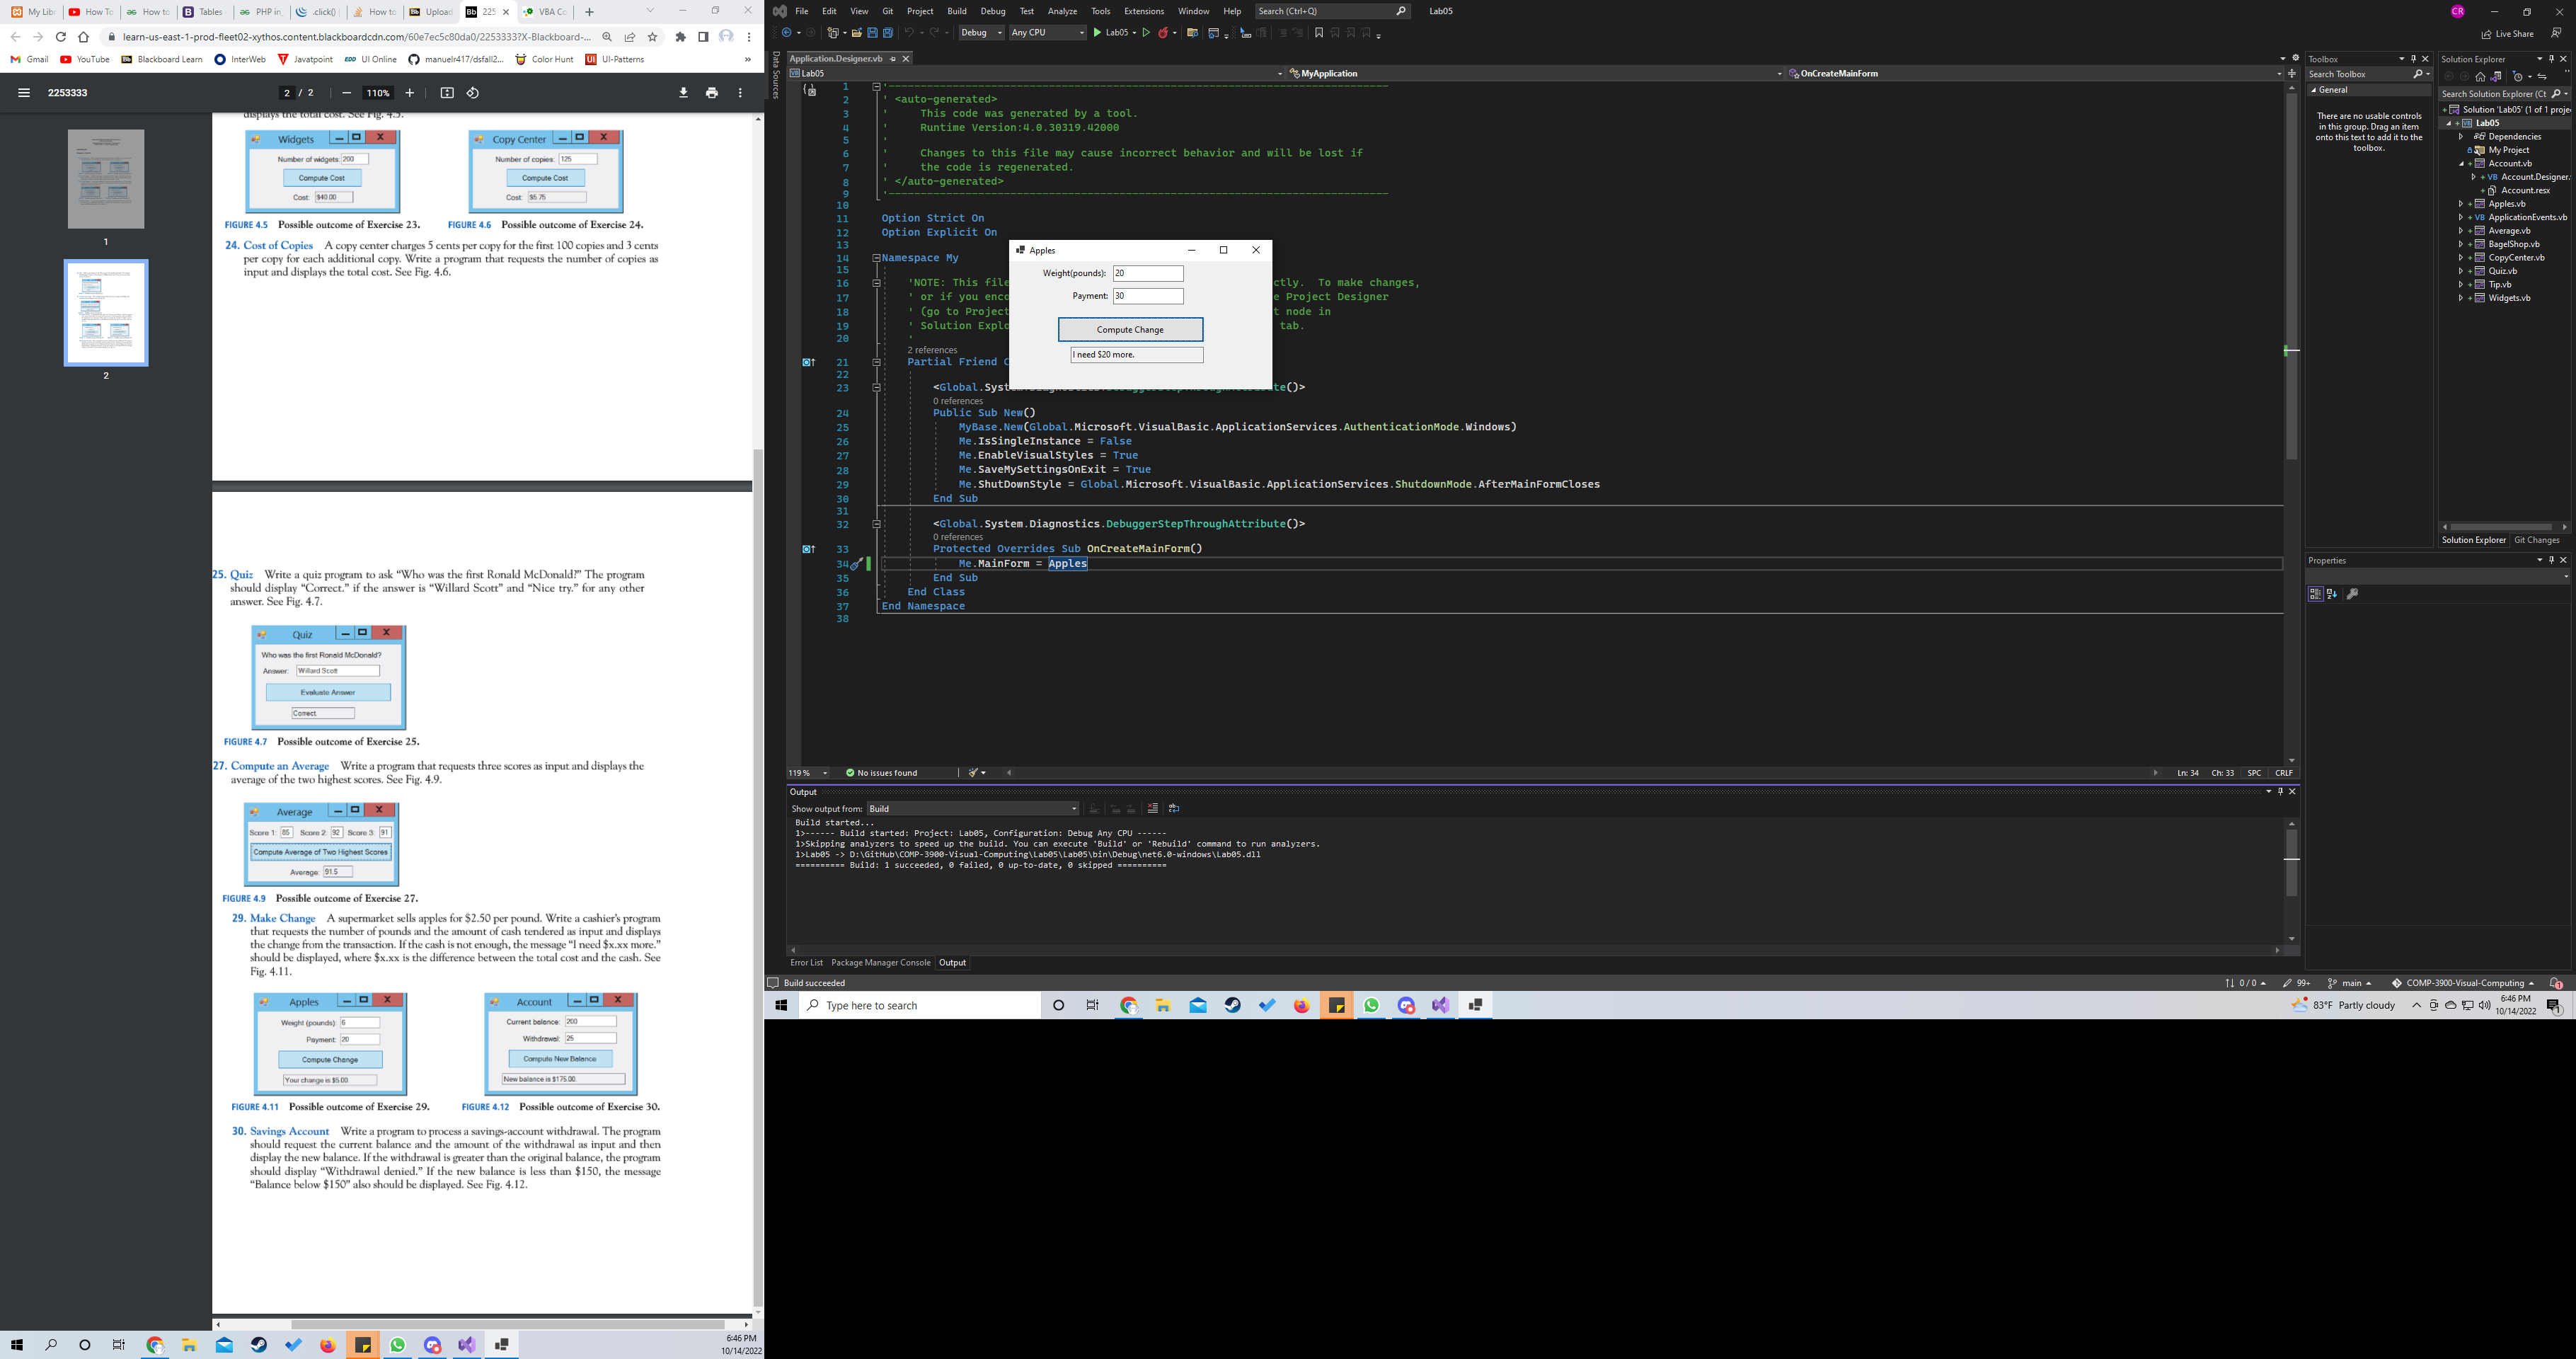 My Lib
How To
How to
Tables
PHP in
.click()
How to
Upload
225
VBA Co
learn-us-east-1-prod-fleet02-xythos.content.blackboardcdn.com/60e7ec5c80da0/2253333?X-Blackboard-...
Gmail
YouTube
Blackboard Learn
InterWeb
Javatpoint
UI Online
manuelr417/dsfall2...
Color Hunt
UI-Patterns
2253333
2 / 2
110%
1
2
displays the total cost. See Fig. 4.5.
Widgets
Number of widgets: 200
Compute Cost
Cost: $40.00
Copy Center
Number of copies: 125
Compute Cost
Cost: $5.75
FIGURE 4.5 Possible outcome of Exercise 23.
FIGURE 4.6 Possible outcome of Exercise 24.
24. Cost of Copies A copy center charges 5 cents per copy for the first 100 copies and 3 cents
per copy for each additional copy. Write a program that requests the number of copies as
input and displays the total cost. See Fig. 4.6.
25. Quiz Write a quiz program to ask “Who was the first Ronald McDonald?” The program
should display “Correct.” if the answer is “Willard Scott” and “Nice try.” for any other
answer. See Fig. 4.7.
Quiz
Who was the first Ronald McDonald?
Answer: Willard Scott
Evaluate Answer
Correct.
FIGURE 4.7 Possible outcome of Exercise 25.
27. Compute an Average Write a program that requests three scores as input and displays the
average of the two highest scores. See Fig. 4.9.
Average
Score 1: 85 Score 2: 92 Score 3: 91
Compute Average of Two Highest Scores
Average: 91.5
FIGURE 4.9 Possible outcome of Exercise 27.
29. Make Change A supermarket sells apples for $2.50 per pound. Write a cashier’s program
that requests the number of pounds and the amount of cash tendered as input and displays
the change from the transaction. If the cash is not enough, the message “I need $x.xx more.”
should be displayed, where $x.xx is the difference between the total cost and the cash. See
Fig. 4.11.
Apples
Weight (pounds): 6
Payment: 20
Compute Change
Your change is $5.00.
Account
Current balance: 200
Withdrawal: 25
Compute New Balance
New balance is $175.00.
FIGURE 4.11 Possible outcome of Exercise 29.
FIGURE 4.12 Possible outcome of Exercise 30.
30. Savings Account Write a program to process a savings-account withdrawal. The program
should request the current balance and the amount of the withdrawal as input and then
display the new balance. If the withdrawal is greater than the original balance, the program
should display “Withdrawal denied.” If the new balance is less than $150, the message
“Balance below $150” also should be displayed. See Fig. 4.12.
6:46 PM
10/14/2022
File Edit View Git Project Build Debug Test Analyze Tools Extensions Window Help
Search (Ctrl+Q)
Lab05
CR
Debug
Any CPU
Lab05
Live Share
Data Sources
Application.Designer.vb
Lab05
MyApplication
OnCreateMainForm
1 '------------------------------------------------------------------------------
2 ' <auto-generated>
3 ' This code was generated by a tool.
4 ' Runtime Version:4.0.30319.42000
5 '
6 ' Changes to this file may cause incorrect behavior and will be lost if
7 ' the code is regenerated.
8 ' </auto-generated>
9 '------------------------------------------------------------------------------
10
11 Option Strict On
12 Option Explicit On
13
14 Namespace My
15
16 'NOTE: This file ctly. To make changes,
17 ' or if you enco e Project Designer
18 ' (go to Project t node in
19 ' Solution Explo tab.
20 '
2 references
21 Partial Friend C
22
23 <Global.Syst te()>
0 references
24 Public Sub New()
25 MyBase.New(Global.Microsoft.VisualBasic.ApplicationServices.AuthenticationMode.Windows)
26 Me.IsSingleInstance = False
27 Me.EnableVisualStyles = True
28 Me.SaveMySettingsOnExit = True
29 Me.ShutDownStyle = Global.Microsoft.VisualBasic.ApplicationServices.ShutdownMode.AfterMainFormCloses
30 End Sub
31
32 <Global.System.Diagnostics.DebuggerStepThroughAttribute()>
0 references
33 Protected Overrides Sub OnCreateMainForm()
34 Me.MainForm = Apples
35 End Sub
36 End Class
37 End Namespace
38
Apples
Weight(pounds): 20
Payment: 30
Compute Change
I need $20 more.
119 %
No issues found
Ln: 34 Ch: 33 SPC CRLF
Output
Show output from: Build
Build started...
1>------ Build started: Project: Lab05, Configuration: Debug Any CPU ------
1>Skipping analyzers to speed up the build. You can execute 'Build' or 'Rebuild' command to run analyzers.
1>Lab05 -> D:\GitHub\COMP-3900-Visual-Computing\Lab05\Lab05\bin\Debug\net6.0-windows\Lab05.dll
========== Build: 1 succeeded, 0 failed, 0 up-to-date, 0 skipped ==========
Error List Package Manager Console Output
Build succeeded
0 / 0
99+
main
COMP-3900-Visual-Computing
1
Toolbox
Search Toolbox
General
There are no usable controls
in this group. Drag an item
onto this text to add it to the
toolbox.
Solution Explorer
Search Solution Explorer (Ct
Solution 'Lab05' (1 of 1 proje
Lab05
Dependencies
My Project
Account.vb
Account.Designer.
Account.resx
Apples.vb
ApplicationEvents.vb
Average.vb
BagelShop.vb
CopyCenter.vb
Quiz.vb
Tip.vb
Widgets.vb
Solution Explorer Git Changes
Properties
Type here to search
83°F Partly cloudy
6:46 PM
10/14/2022